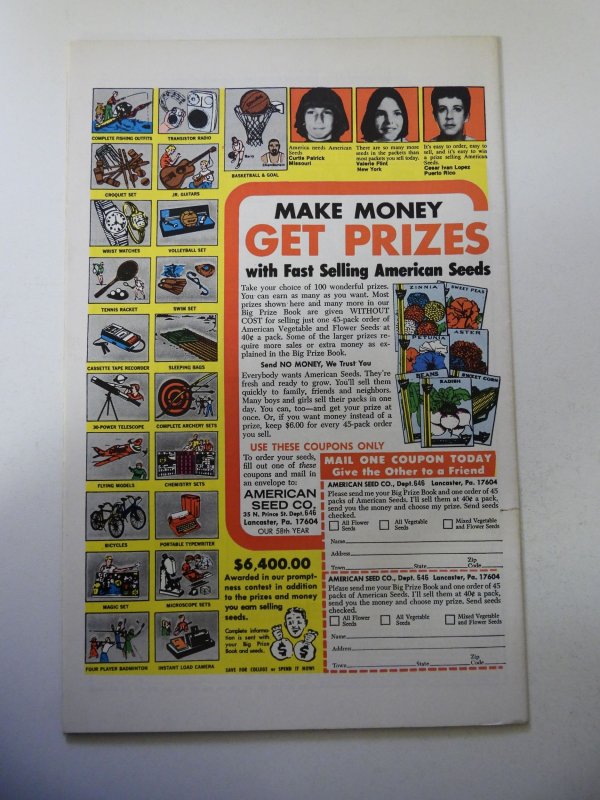 COMPLETE FISHING OUTFITS
TRANSISTOR RADIO
BASKETBALL & GOAL
CROQUET SET
JR. GUITARS
WRIST WATCHES
VOLLEYBALL SET
TENNIS RACKET
SWIM SET
CASSETTE TAPE RECORDER
SLEEPING BAGS
30-POWER TELESCOPE
COMPLETE ARCHERY SETS
FLYING MODELS
CHEMISTRY SETS
BICYCLES
PORTABLE TYPEWRITER
MAGIC SET
MICROSCOPE SETS
FOUR PLAYER BADMINTON
INSTANT LOAD CAMERA
America needs American
Seeds
Curtis Patrick
Missouri
There are so many more
seeds in the packets than
most packets you sell today.
Valerie Flint
New York
It's easy to order, easy to
sell, and it's easy to win
a prize selling American
Seeds.
Cesar Ivan Lopez
Puerto Rico
MAKE MONEY
GET PRIZES
with Fast Selling American Seeds
Take your choice of 100 wonderful prizes.
You can earn as many as you want. Most
prizes shown here and many more in our
Big Prize Book are given WITHOUT
COST for selling just one 45-pack order of
American Vegetable and Flower Seeds at
40¢ a pack. Some of the larger prizes re-
quire more sales or extra money as ex-
plained in the Big Prize Book.
Send NO MONEY, We Trust You
Everybody wants American Seeds. They're
fresh and ready to grow. You'll sell them
quickly to family, friends and neighbors.
Many boys and girls sell their packs in one
day. You can, too—and get your prize at
once. Or, if you want money instead of a
prize, keep $6.00 for every 45-pack order
you sell.
ZINNIA
SWEET PEAS
PETUNIA
ASTER
BEANS
RADISH
SWEET CORN
USE THESE COUPONS ONLY
To order your seeds,
fill out one of these
coupons and mail in
an envelope to:
AMERICAN
SEED CO.
35 N. Prince St. Dept. 646
Lancaster, Pa. 17604
OUR 58th YEAR
$6,400.00
Awarded in our prompt-
ness contest in addition
to the prizes and money
you earn selling
seeds.
Complete informa-
tion is sent with
your Big Prize
Book and seeds.
$
$
SAVE FOR COLLEGE or SPEND IT NOW!
MAIL ONE COUPON TODAY
Give the Other to a Friend
AMERICAN SEED CO., Dept. 646 Lancaster, Pa. 17604
Please send me your Big Prize Book and one order of 45
packs of American Seeds. I'll sell them at 40¢ a pack,
send you the money and choose my prize. Send seeds
checked.
All Flower
Seeds
All Vegetable
Seeds
Mixed Vegetable
and Flower Seeds
Name
Address
Town State Zip Code
AMERICAN SEED CO., Dept. 646 Lancaster, Pa. 17604
Please send me your Big Prize Book and one order of 45
packs of American Seeds. I'll sell them at 40¢ a pack,
send you the money and choose my prize. Send seeds
checked.
All Flower
Seeds
All Vegetable
Seeds
Mixed Vegetable
and Flower Seeds
Name
Address
Town State Zip Code